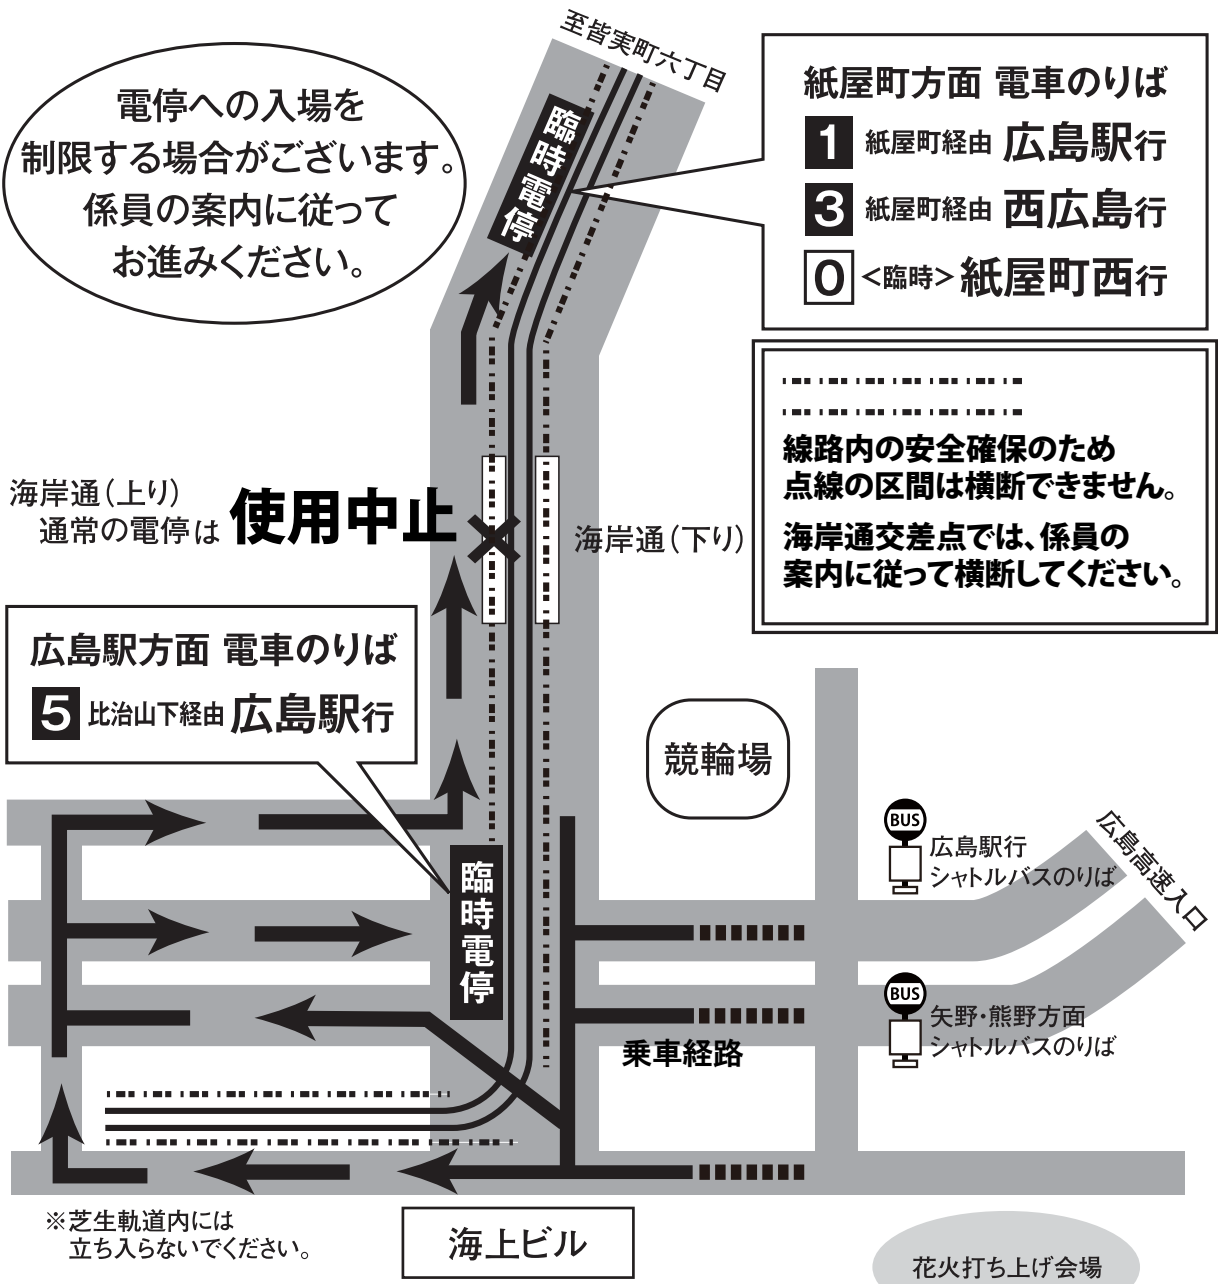 至皆実町六丁目
電停への入場を
制限する場合がございます。
係員の案内に従って
お進みください。
臨時電停
紙屋町方面 電車のりば
1 紙屋町経由 広島駅行
3 紙屋町経由 西広島行
0 <臨時> 紙屋町西行
線路内の安全確保のため
点線の区間は横断できません。
海岸通交差点では、係員の
案内に従って横断してください。
海岸通(上り)
通常の電停は 使用中止
海岸通(下り)
広島駅方面 電車のりば
5 比治山下経由 広島駅行
競輪場
臨時電停
BUS
広島駅行
シャトルバスのりば
広島高速入口
BUS
矢野・熊野方面
シャトルバスのりば
乗車経路
※芝生軌道内には
立ち入らないでください。
海上ビル
花火打ち上げ会場